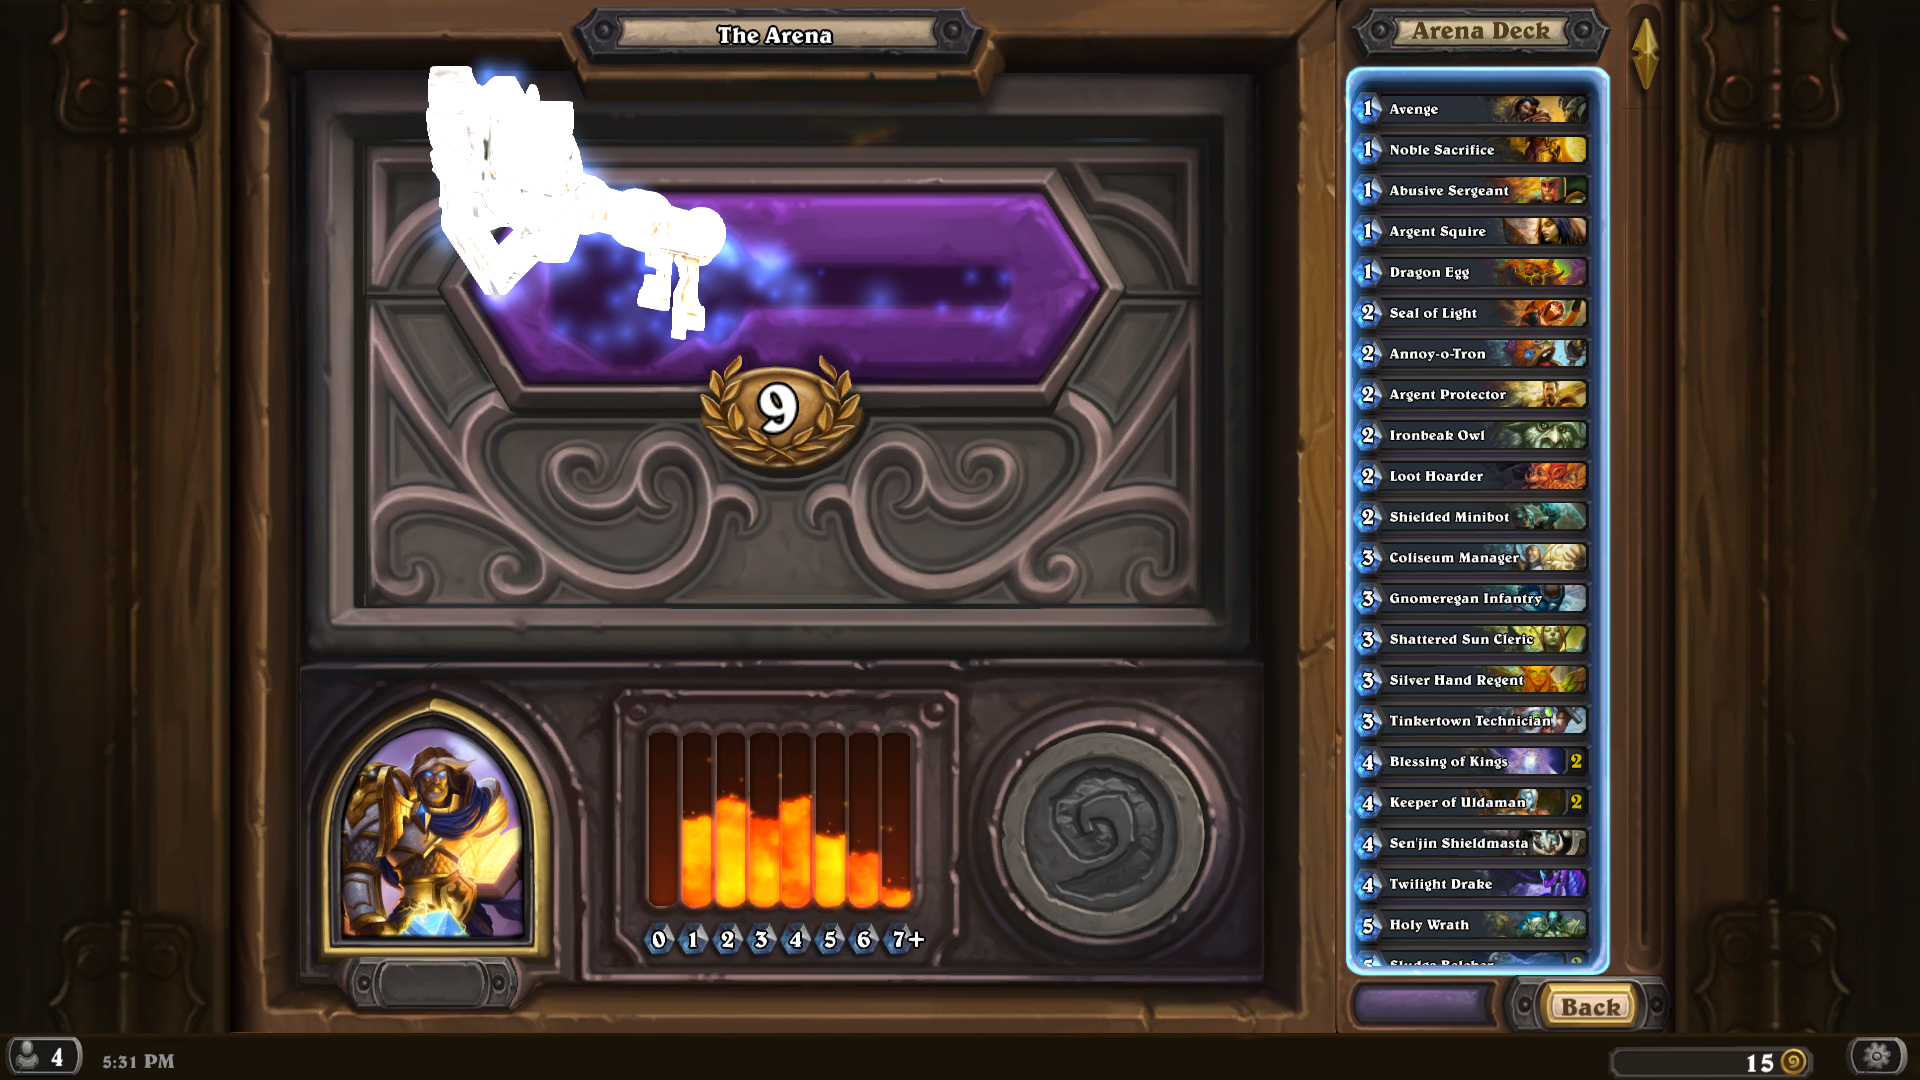 The Arena
Arena Deck
1 Avenge
1 Noble Sacrifice
1 Abusive Sergeant
1 Argent Squire
1 Dragon Egg
2 Seal of Light
2 Annoy-o-Tron
2 Argent Protector
2 Ironbeak Owl
2 Loot Hoarder
2 Shielded Minibot
3 Coliseum Manager
3 Gnomeregan Infantry
3 Shattered Sun Cleric
3 Silver Hand Regent
3 Tinkertown Technician
4 Blessing of Kings 2
4 Keeper of Uldaman 2
4 Sen'jin Shieldmasta
4 Twilight Drake
5 Holy Wrath
5 Sludge Belcher 2
9
0 1 2 3 4 5 6 7+
Back
4
5:31 PM
15